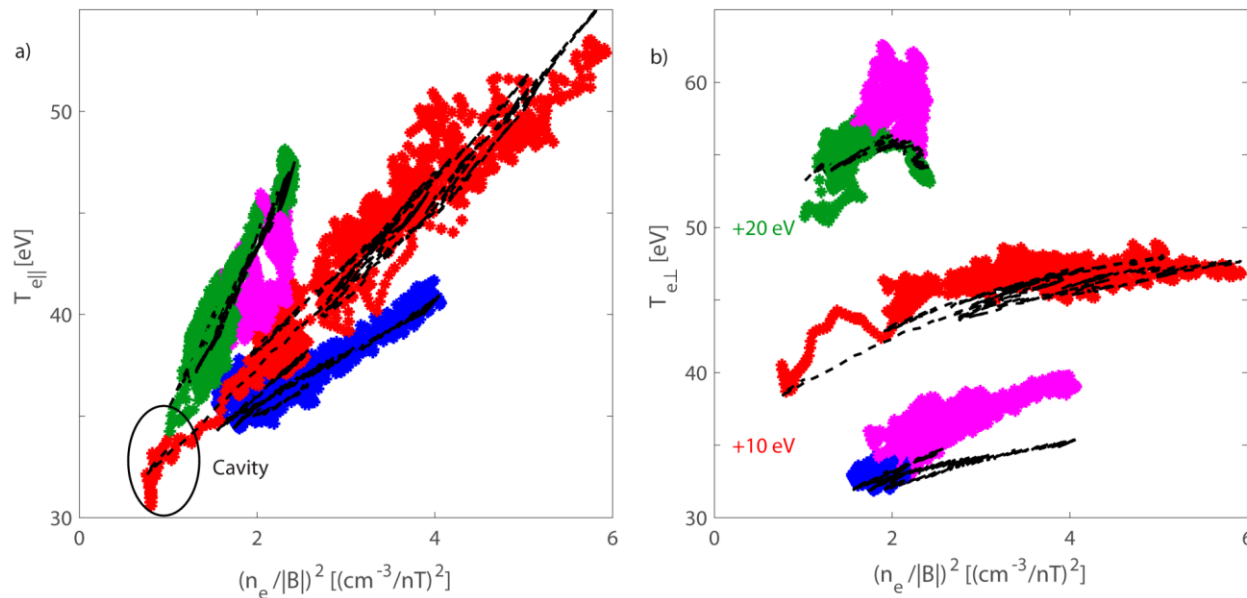 a)
50
40
30
T_e|| [eV]
Cavity
0
2
4
6
(n_e /|B|)^2 [(cm^-3/nT)^2]
b)
60
50
40
30
T_e⊥ [eV]
+20 eV
+10 eV
0
2
4
6
(n_e /|B|)^2 [(cm^-3/nT)^2]